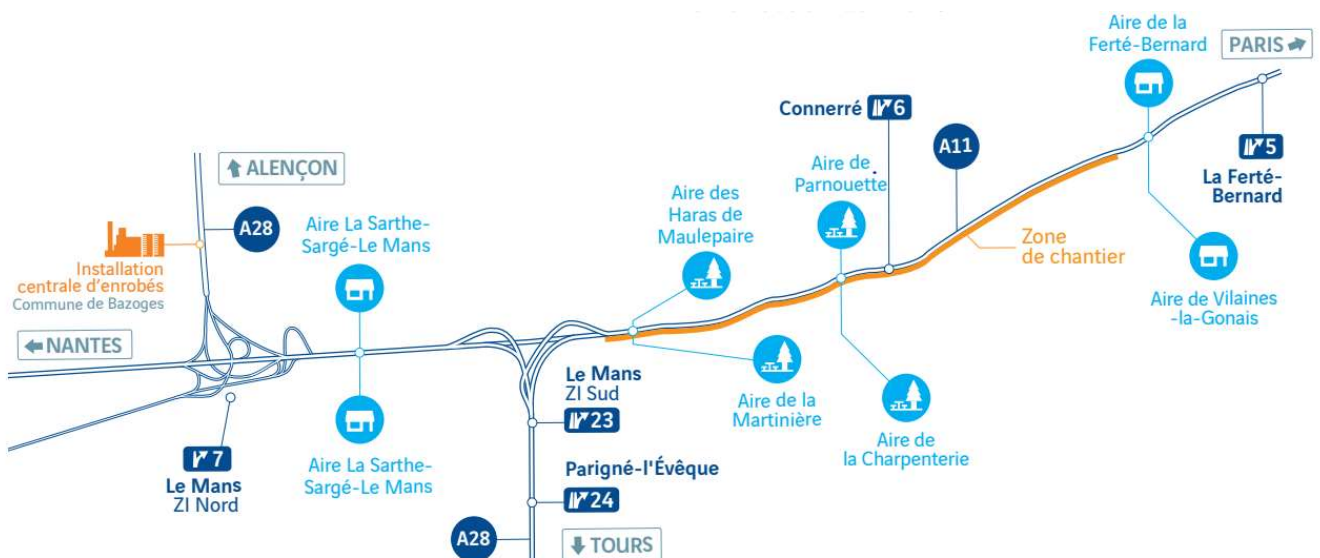 Aire de la
Ferté-Bernard
PARIS
Connerré
6
A11
5
La Ferté-
Bernard
Aire de
Parnouette
ALENÇON
A28
Aire La Sarthe-
Sargé-Le Mans
Aire des
Haras de
Maulepaire
Zone
de chantier
Installation
centrale d'enrobés
Commune de Bazoges
Aire de Vilaines
-la-Gonais
NANTES
Le Mans
ZI Sud
23
Aire de la
Martinière
Aire de
la Charpenterie
7
Le Mans
ZI Nord
Aire La Sarthe-
Sargé-Le Mans
Parigné-l'Évêque
24
A28
TOURS